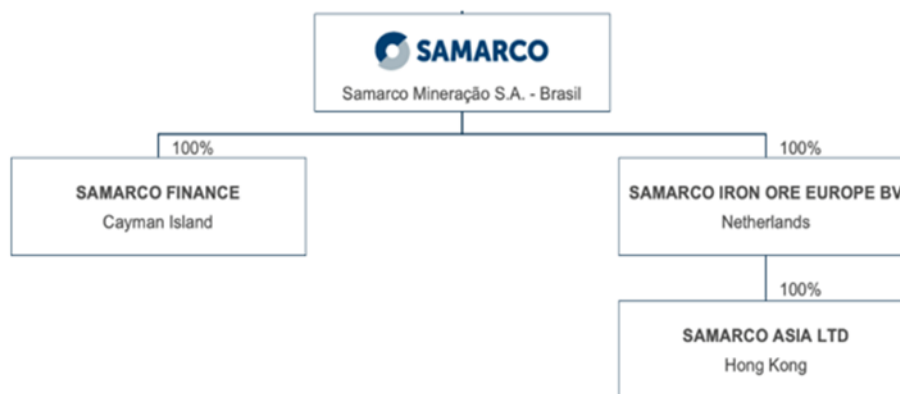 SAMARCO
Samarco Mineração S.A. - Brasil
100%
100%
SAMARCO FINANCE
Cayman Island
SAMARCO IRON ORE EUROPE BV
Netherlands
100%
SAMARCO ASIA LTD
Hong Kong